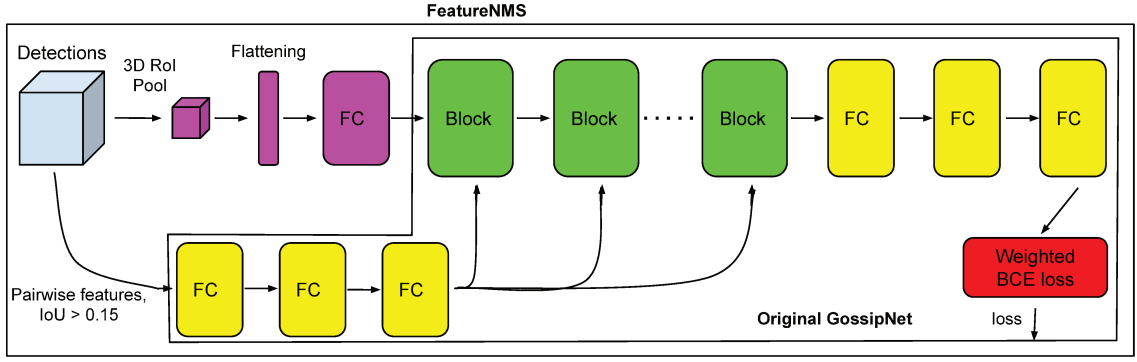 FeatureNMS
Detections
3D RoI
Pool
Flattening
FC
Block
Block
Block
FC
FC
FC
FC
FC
FC
Pairwise features,
IoU > 0.15
Weighted
BCE loss
Original GossipNet
loss